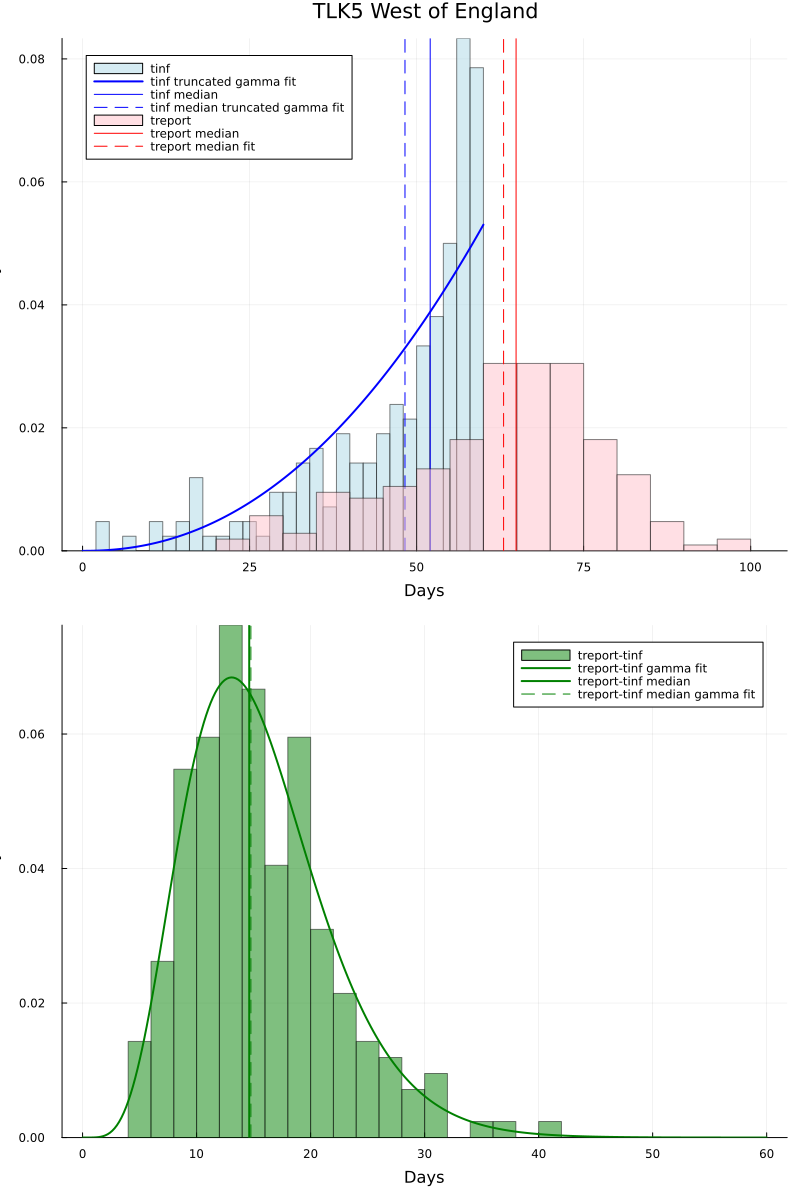 TLK5 West of England
0.08
0.06
0.04
0.02
0.00
tinf
tinf truncated gamma fit
tinf median
tinf median truncated gamma fit
treport
treport median
treport median fit
0 25 50 75 100
Days
0.06
0.04
0.02
0.00
treport-tinf
treport-tinf gamma fit
treport-tinf median
treport-tinf median gamma fit
0 10 20 30 40 50 60
Days